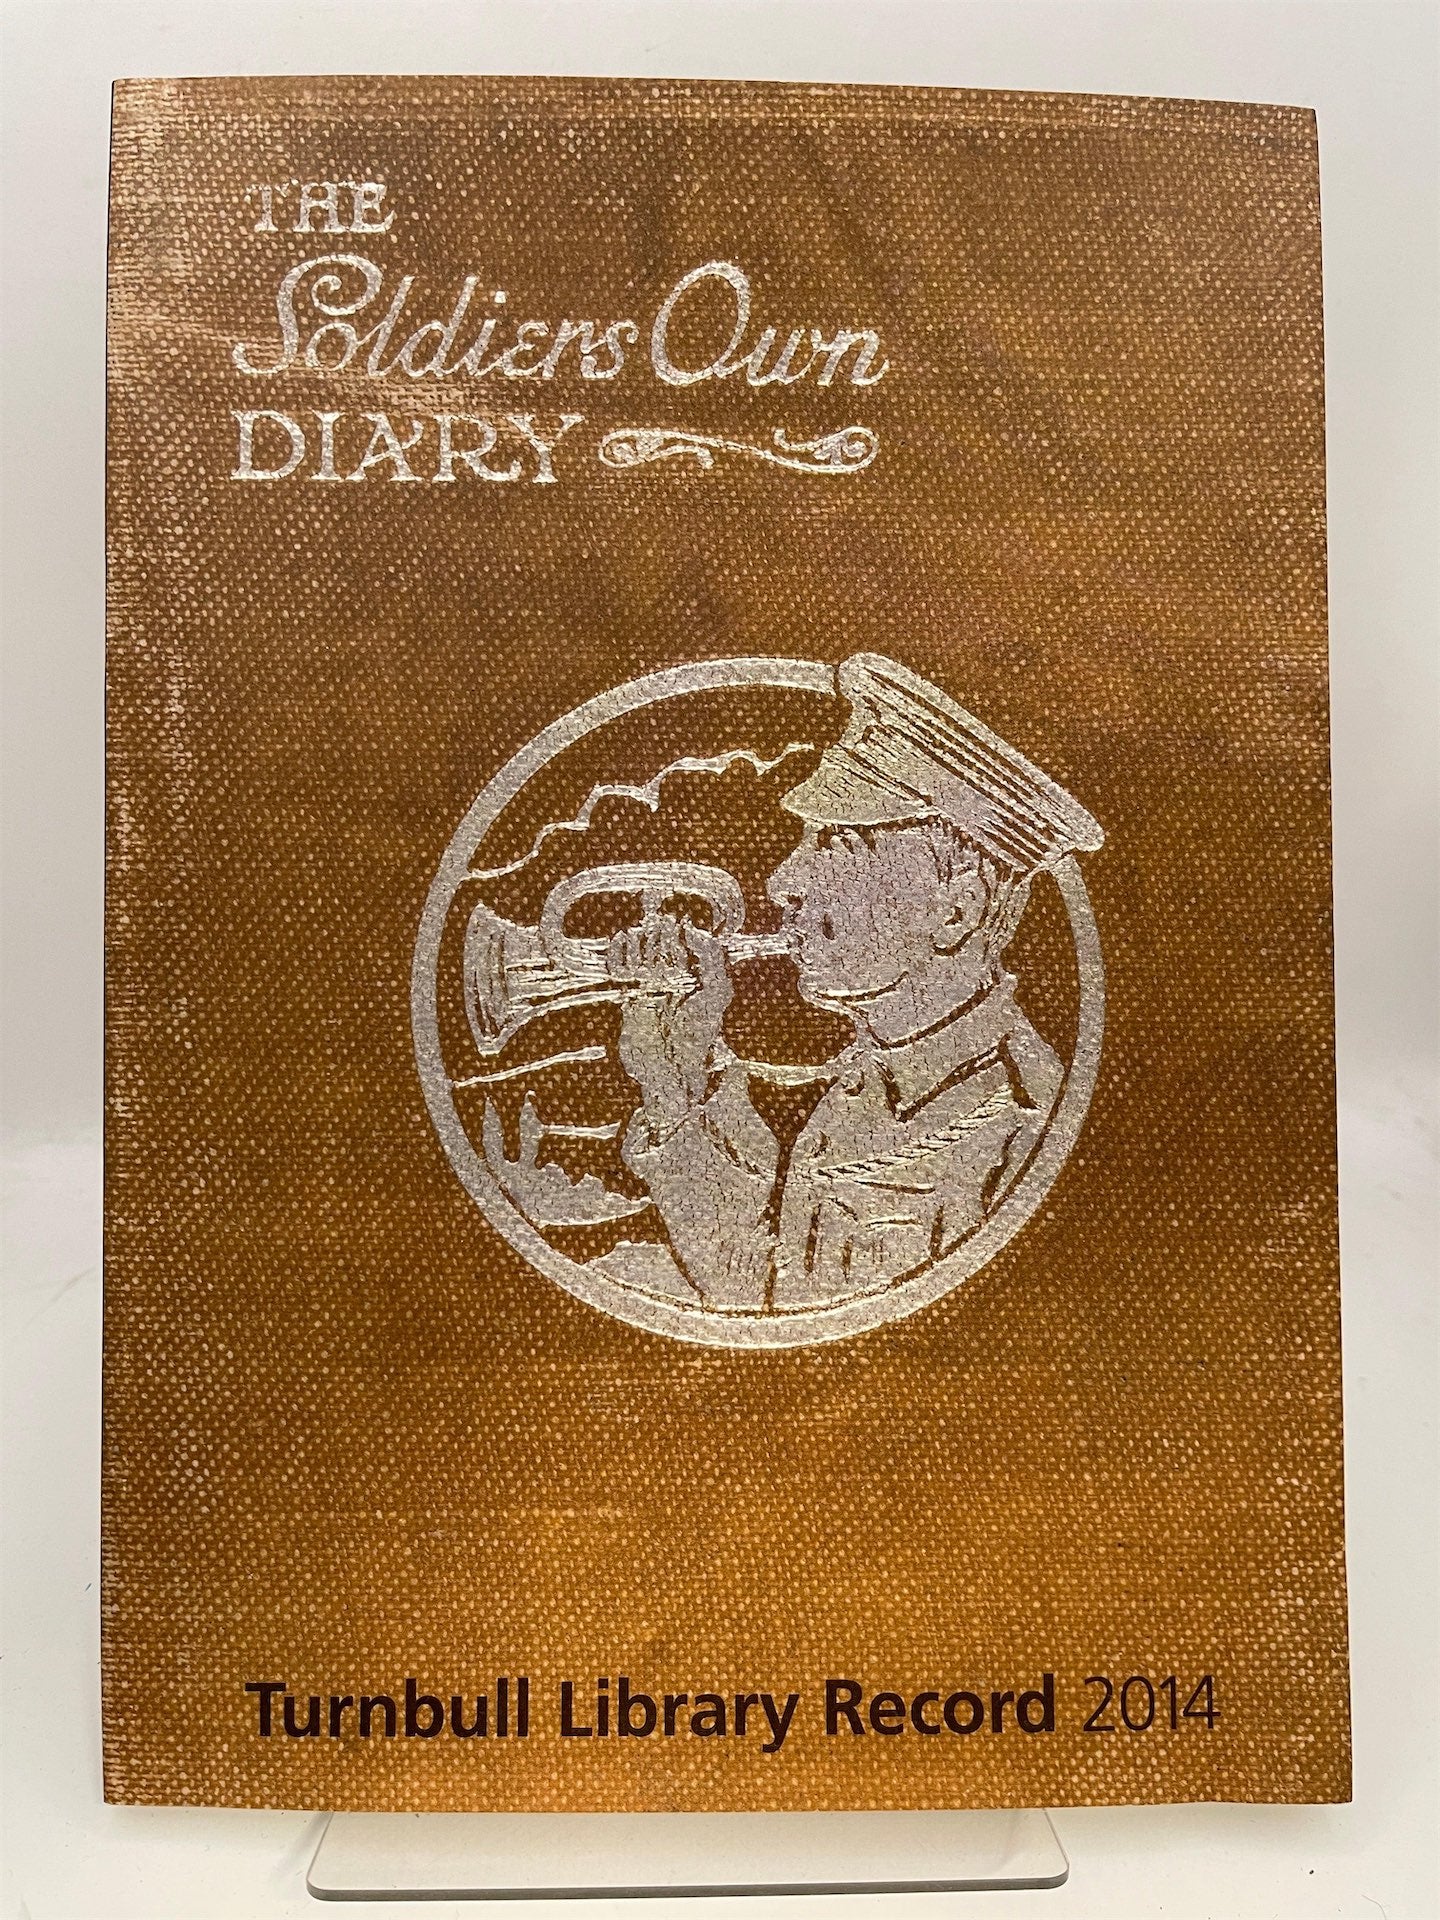 THE
Soldiers Own
DIARY
Turnbull Library Record 2014